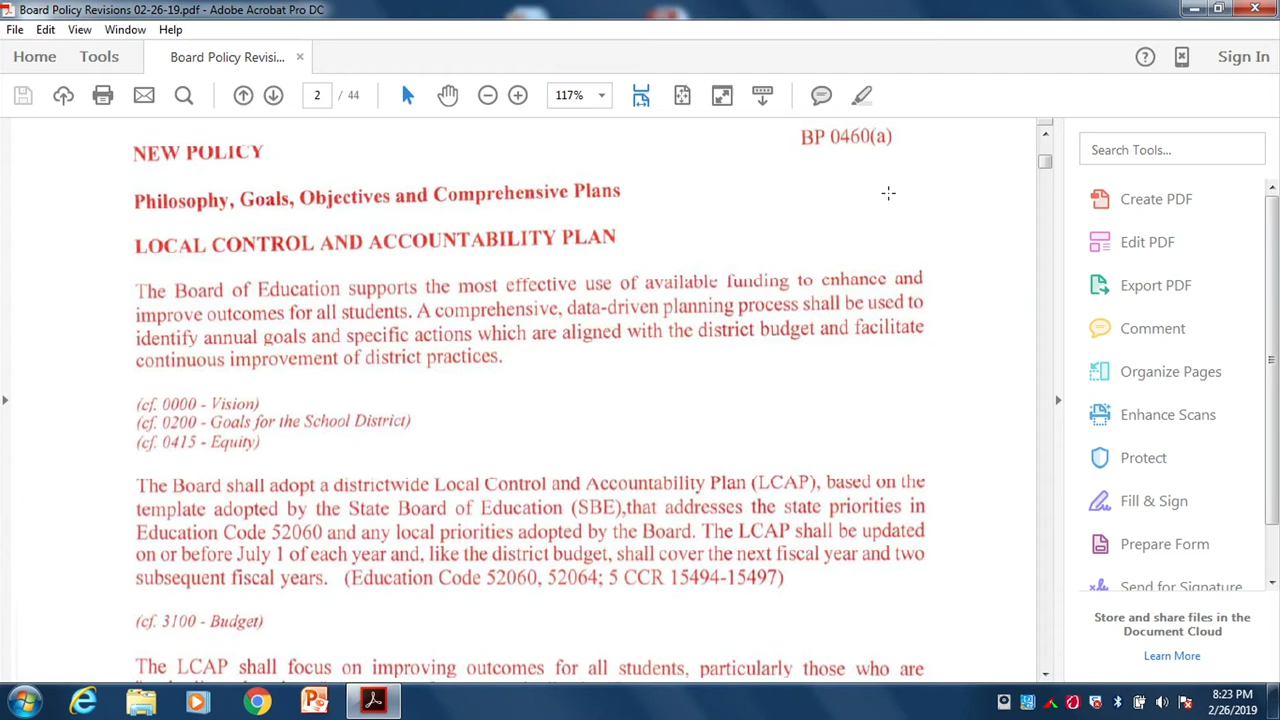 Board Policy Revisions 02-26-19.pdf - Adobe Acrobat Pro DC
File Edit View Window Help
Home Tools Board Policy Revisi... × Sign In
2 / 44 117%
BP 0460(a)
NEW POLICY
Philosophy, Goals, Objectives and Comprehensive Plans
LOCAL CONTROL AND ACCOUNTABILITY PLAN
The Board of Education supports the most effective use of available funding to enhance and
improve outcomes for all students. A comprehensive, data-driven planning process shall be used to
identify annual goals and specific actions which are aligned with the district budget and facilitate
continuous improvement of district practices.
(cf. 0000 - Vision)
(cf. 0200 - Goals for the School District)
(cf. 0415 - Equity)
The Board shall adopt a districtwide Local Control and Accountability Plan (LCAP), based on the
template adopted by the State Board of Education (SBE),that addresses the state priorities in
Education Code 52060 and any local priorities adopted by the Board. The LCAP shall be updated
on or before July 1 of each year and, like the district budget, shall cover the next fiscal year and two
subsequent fiscal years. (Education Code 52060, 52064; 5 CCR 15494-15497)
(cf. 3100 - Budget)
The LCAP shall focus on improving outcomes for all students, particularly those who are
Search Tools...
Create PDF
Edit PDF
Export PDF
Comment
Organize Pages
Enhance Scans
Protect
Fill & Sign
Prepare Form
Send for Signature
Store and share files in the
Document Cloud
Learn More
8:23 PM
2/26/2019